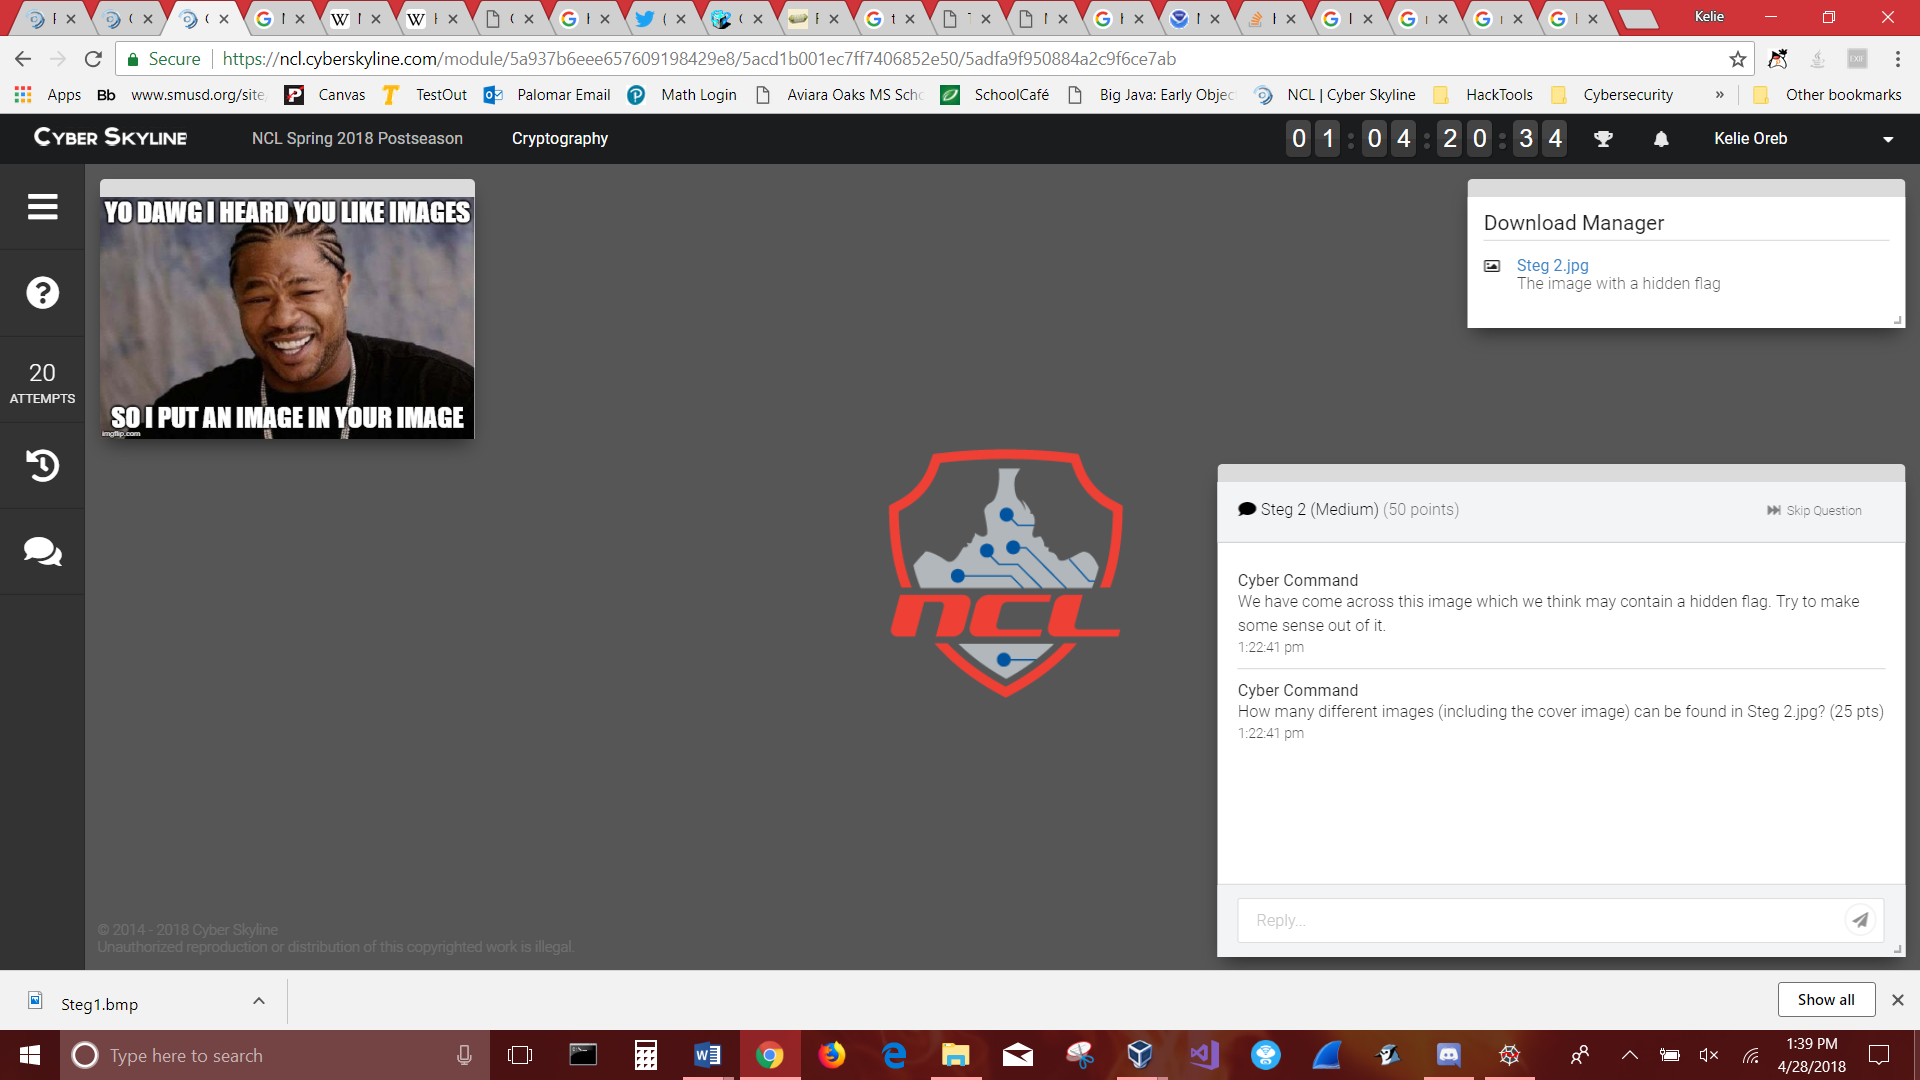 Kelie
Secure
https://ncl.cyberskyline.com/module/5a937b6eee657609198429e8/5acd1b001ec7ff7406852e50/5adfa9f950884a2c9f6ce7ab
Apps
Bb
www.smusd.org/site
Canvas
TestOut
Palomar Email
Math Login
Aviara Oaks MS Scho
SchoolCafé
Big Java: Early Objec
NCL | Cyber Skyline
HackTools
Cybersecurity
»
Other bookmarks
CYBER SKYLINE
NCL Spring 2018 Postseason
Cryptography
01:04:20:34
Kelie Oreb
YO DAWG I HEARD YOU LIKE IMAGES
SO I PUT AN IMAGE IN YOUR IMAGE
imgflip.com
20
ATTEMPTS
Download Manager
Steg 2.jpg
The image with a hidden flag
NCL
Steg 2 (Medium) (50 points)
Skip Question
Cyber Command
We have come across this image which we think may contain a hidden flag. Try to make
some sense out of it.
1:22:41 pm
Cyber Command
How many different images (including the cover image) can be found in Steg 2.jpg? (25 pts)
1:22:41 pm
Reply...
© 2014 - 2018 Cyber Skyline
Unauthorized reproduction or distribution of this copyrighted work is illegal.
Steg1.bmp
Show all
Type here to search
1:39 PM
4/28/2018